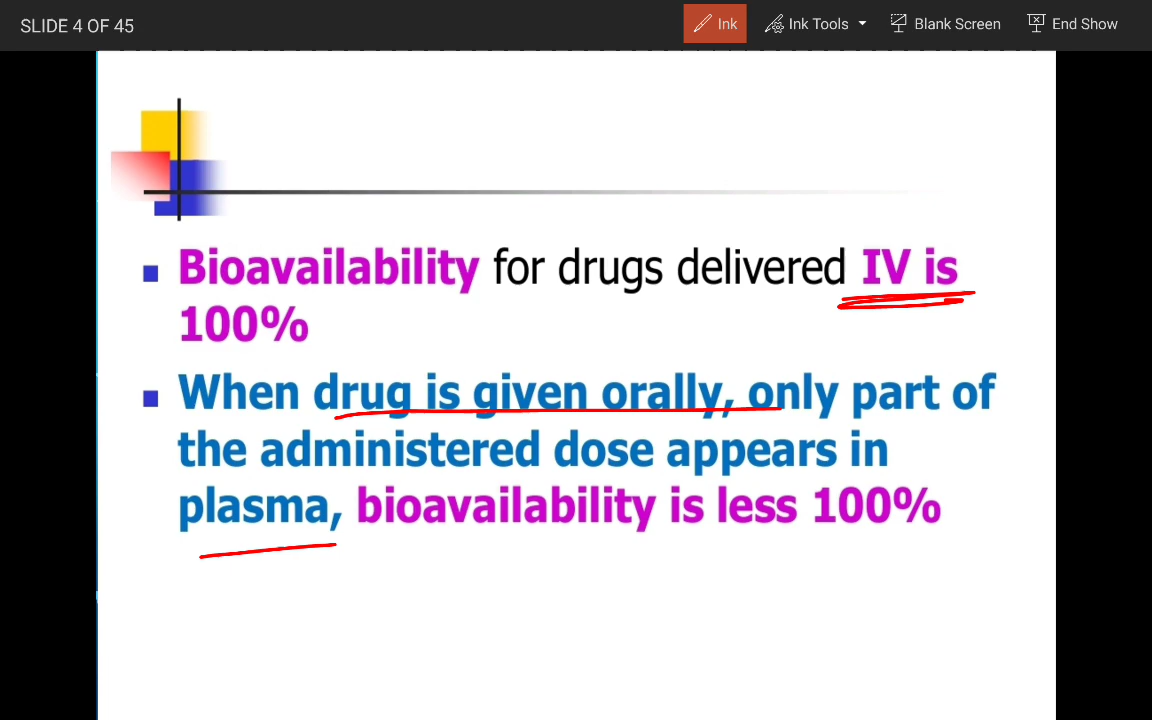 SLIDE 4 OF 45
Ink
Ink Tools
Blank Screen
End Show
Bioavailability for drugs delivered IV is
100%
When drug is given orally, only part of
the administered dose appears in
plasma, bioavailability is less 100%